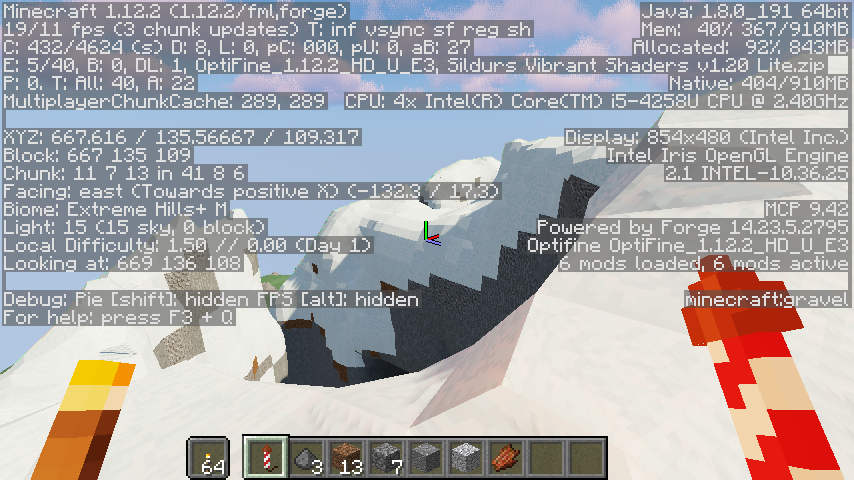 Minecraft 1.12.2 (1.12.2/fml,forge)
19/11 fps (3 chunk updates) T: inf vsync sf reg sh
C: 432/4624 (s) D: 8, L: 0, pC: 000, pU: 0, aB: 27
E: 5/40, B: 0, DL: 1, OptiFine_1.12.2_HD_U_E3, Sildurs Vibrant Shaders v1.20 Lite.zip
P: 0, T: All: 40, A: 22
MultiplayerChunkCache: 289, 289
XYZ: 667.616 / 135.56667 / 109.317
Block: 667 135 109
Chunk: 11 7 13 in 41 8 6
Facing: east (Towards positive X) (-132.3 / 17.3)
Biome: Extreme Hills+ M
Light: 15 (15 sky, 0 block)
Local Difficulty: 1.50 // 0.00 (Day 1)
Looking at: 669 136 108
Debug: Pie [shift]: hidden FPS [alt]: hidden
For help: press F3 + Q
Java: 1.8.0_191 64bit
Mem: 40% 367/910MB
Allocated: 92% 843MB
Native: 404/910MB
CPU: 4x Intel(R) Core(TM) i5-4258U CPU @ 2.40GHz
Display: 854x480 (Intel Inc.)
Intel Iris OpenGL Engine
2.1 INTEL-10.36.25
MCP 9.42
Powered by Forge 14.23.5.2795
Optifine OptiFine_1.12.2_HD_U_E3
6 mods loaded, 6 mods active
minecraft:gravel
64
3
13
7